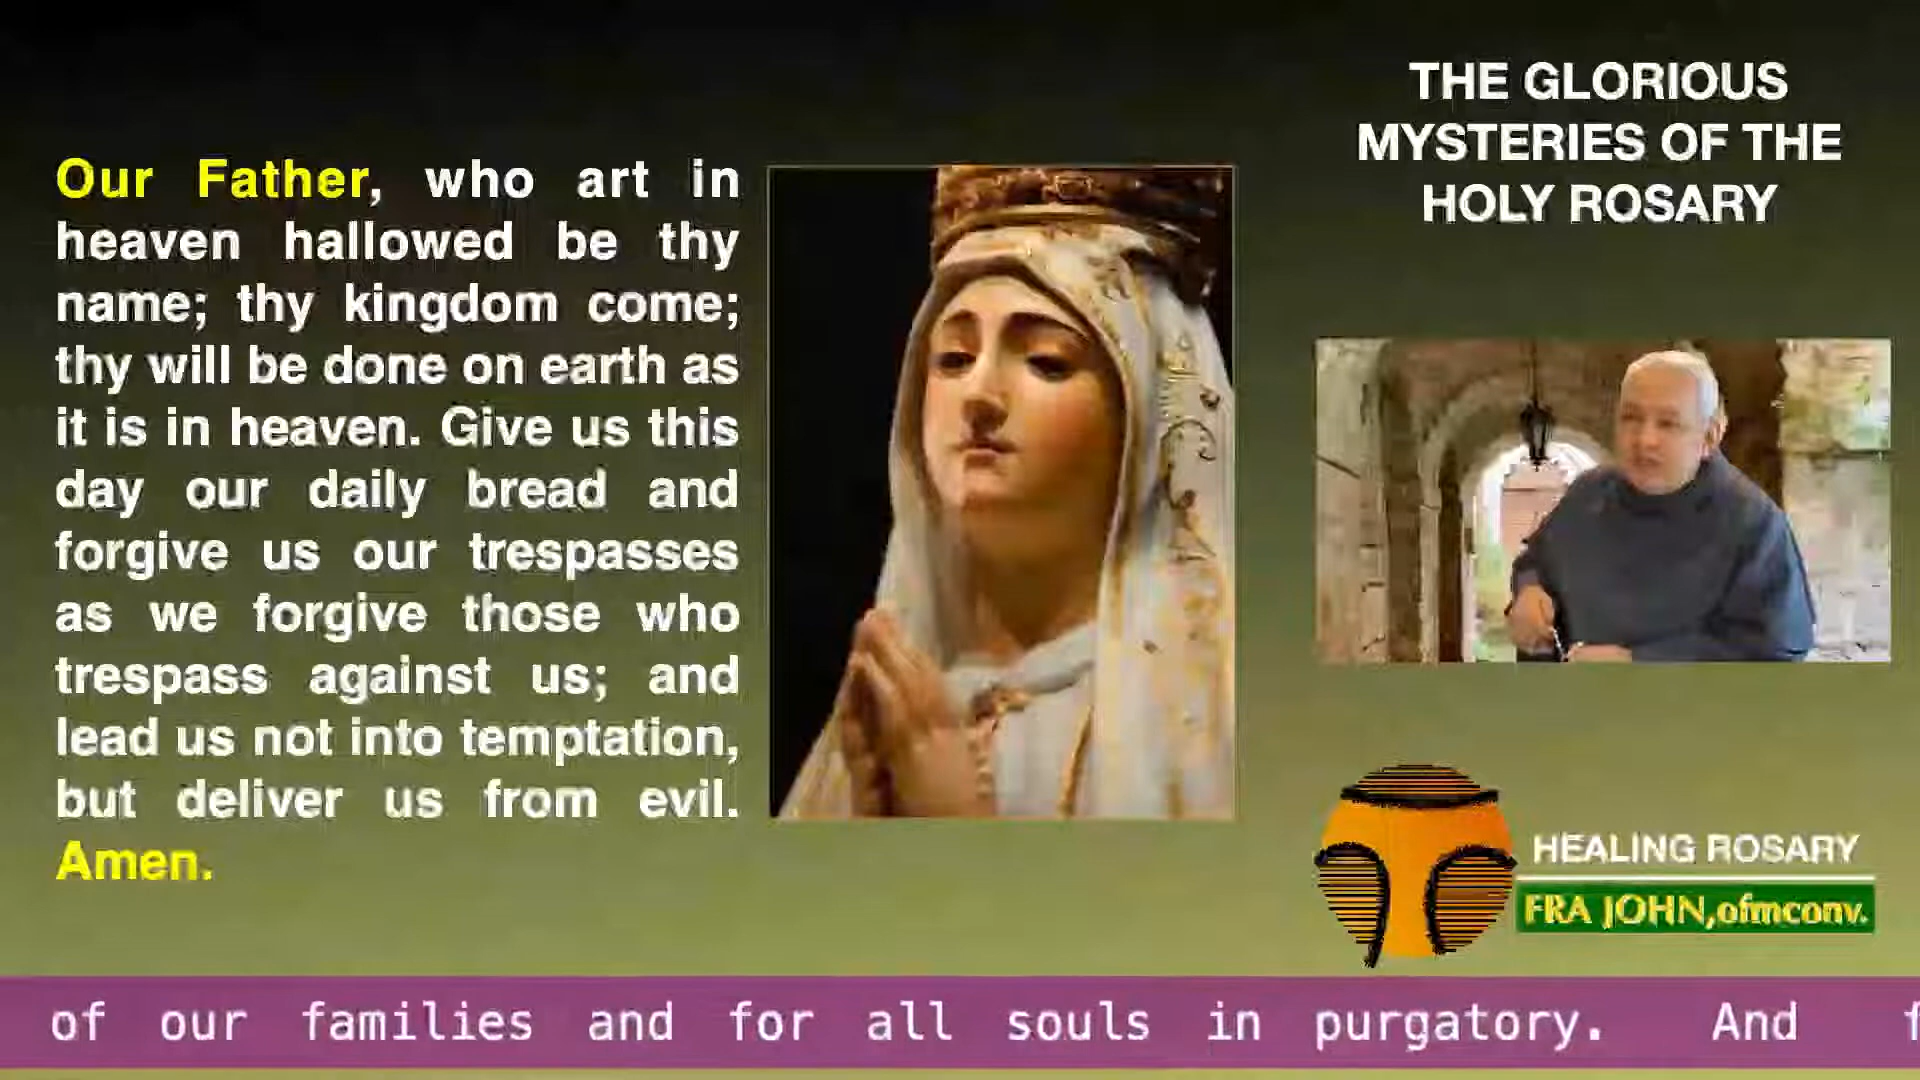 Our Father, who art in
heaven hallowed be thy
name; thy kingdom come;
thy will be done on earth as
it is in heaven. Give us this
day our daily bread and
forgive us our trespasses
as we forgive those who
trespass against us; and
lead us not into temptation,
but deliver us from evil.
Amen.
THE GLORIOUS
MYSTERIES OF THE
HOLY ROSARY
HEALING ROSARY
FRA JOHN,ofmconv.
of our families and for all souls in purgatory. And